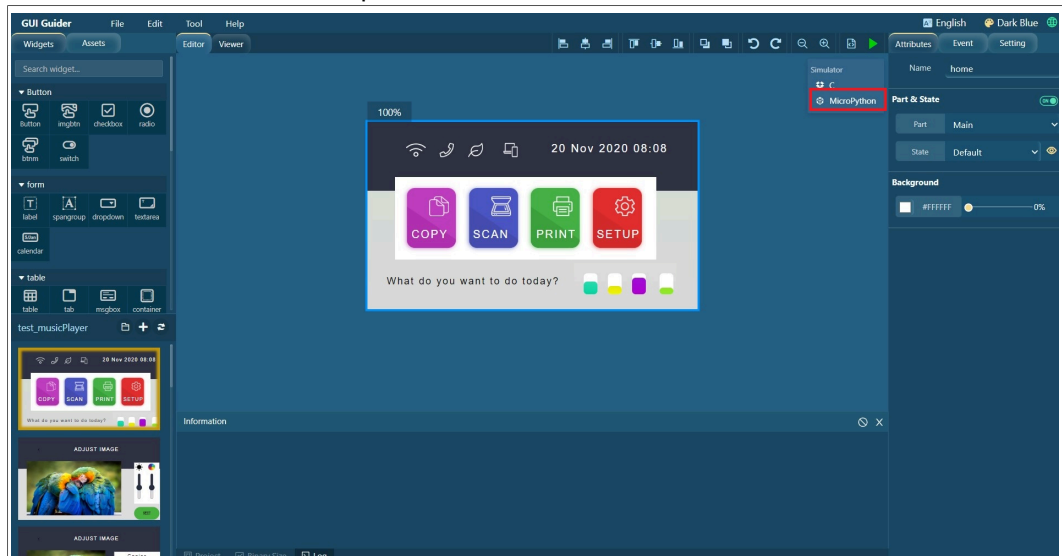 GUI Guider File Edit Tool Help English Dark Blue
Widgets Assets Editor Viewer Attributes Event Setting
Search widget...
Button
Button imgbtn checkbox radio
btnm switch
form
label spangroup dropdown textarea
calendar
table
table tab msgbox container
test_musicPlayer
20 Nov 2020 08:08
COPY SCAN PRINT SETUP
What do you want to do today?
ADJUST IMAGE
ADJUST IMAGE
100%
20 Nov 2020 08:08
COPY SCAN PRINT SETUP
What do you want to do today?
Simulator
C
MicroPython
Information
Project Binary Size Log
Name home
Part & State ON
Part Main
State Default
Background
#FFFFFF 0%